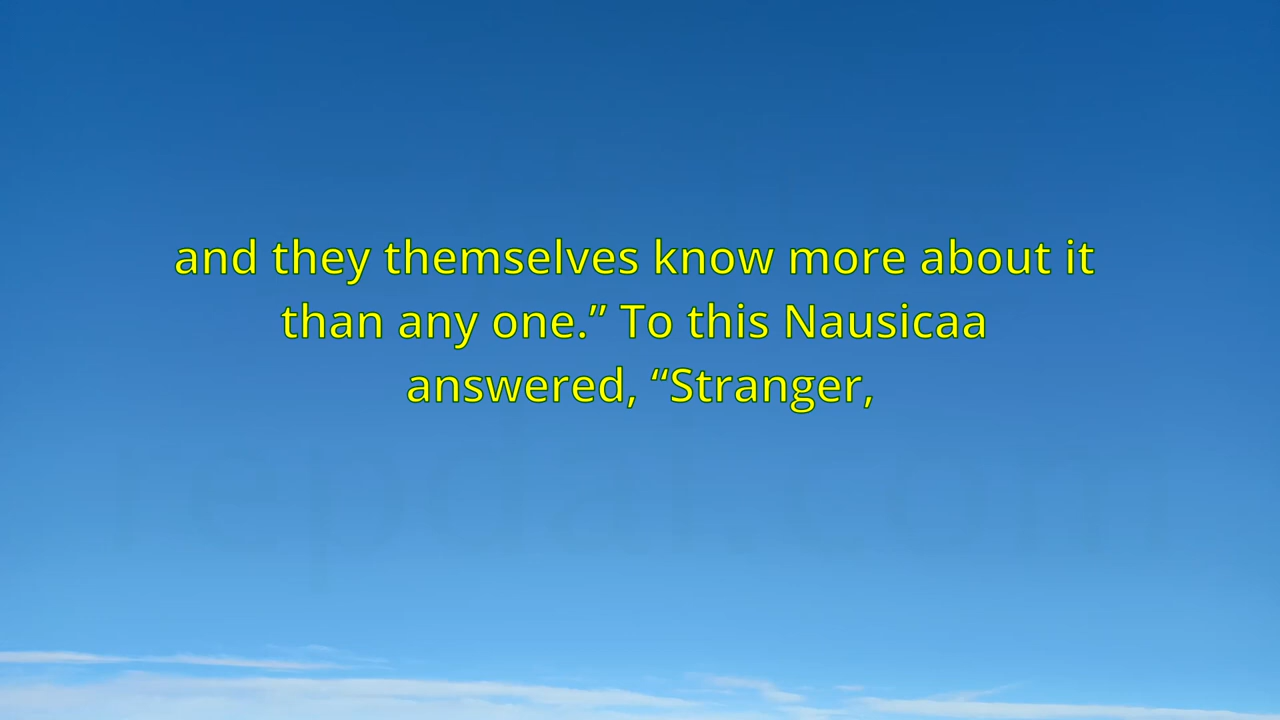 and they themselves know more about it
than any one.” To this Nausicaa
answered, “Stranger,